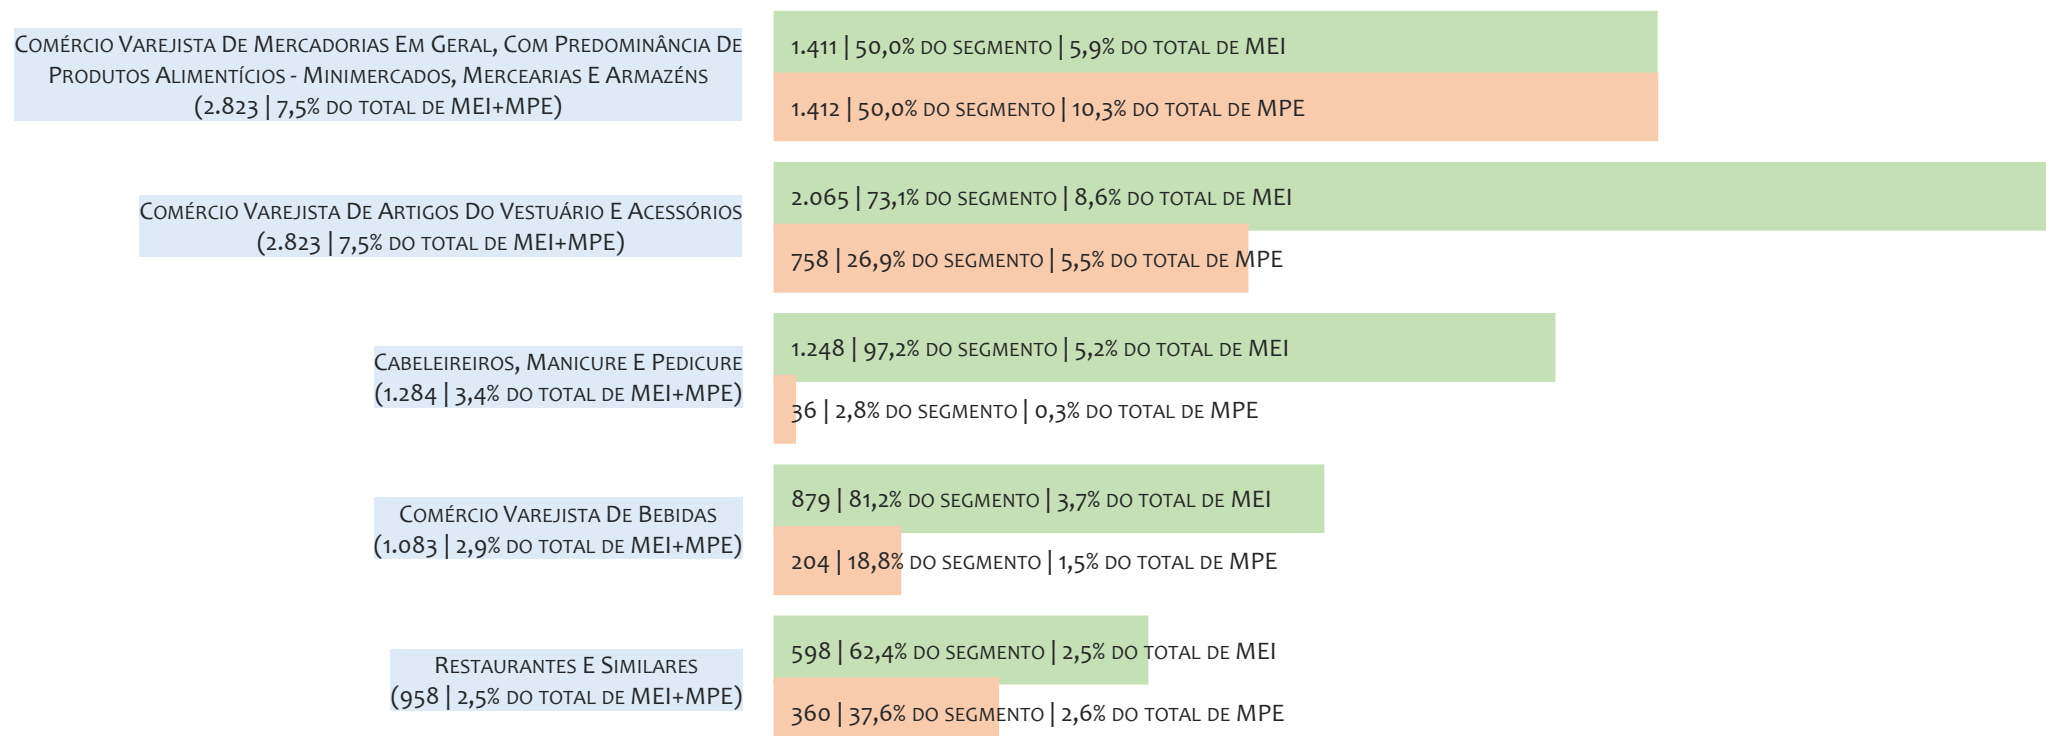 Comércio Varejista De Mercadorias Em Geral, Com Predominância De
Produtos Alimentícios - Minimercados, Mercearias E Armazéns
(2.823 | 7,5% do total de MEI+MPE)
1.411 | 50,0% do segmento | 5,9% do total de MEI
1.412 | 50,0% do segmento | 10,3% do total de MPE
Comércio Varejista De Artigos Do Vestuário E Acessórios
(2.823 | 7,5% do total de MEI+MPE)
2.065 | 73,1% do segmento | 8,6% do total de MEI
758 | 26,9% do segmento | 5,5% do total de MPE
Cabeleireiros, Manicure E Pedicure
(1.284 | 3,4% do total de MEI+MPE)
1.248 | 97,2% do segmento | 5,2% do total de MEI
36 | 2,8% do segmento | 0,3% do total de MPE
Comércio Varejista De Bebidas
(1.083 | 2,9% do total de MEI+MPE)
879 | 81,2% do segmento | 3,7% do total de MEI
204 | 18,8% do segmento | 1,5% do total de MPE
Restaurantes E Similares
(958 | 2,5% do total de MEI+MPE)
598 | 62,4% do segmento | 2,5% do total de MEI
360 | 37,6% do segmento | 2,6% do total de MPE